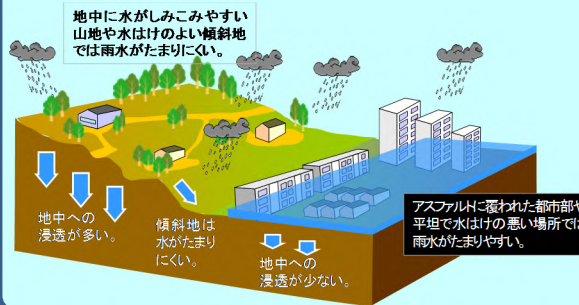 地中に水がしみこみやすい
山地や水はけのよい傾斜地
では雨水がたまりにくい。
地中への
浸透が多い。
傾斜地は
水がたまり
にくい。
地中への
浸透が少ない。
アスファルトに覆われた都市部や
平坦で水はけの悪い場所では
雨水がたまりやすい。